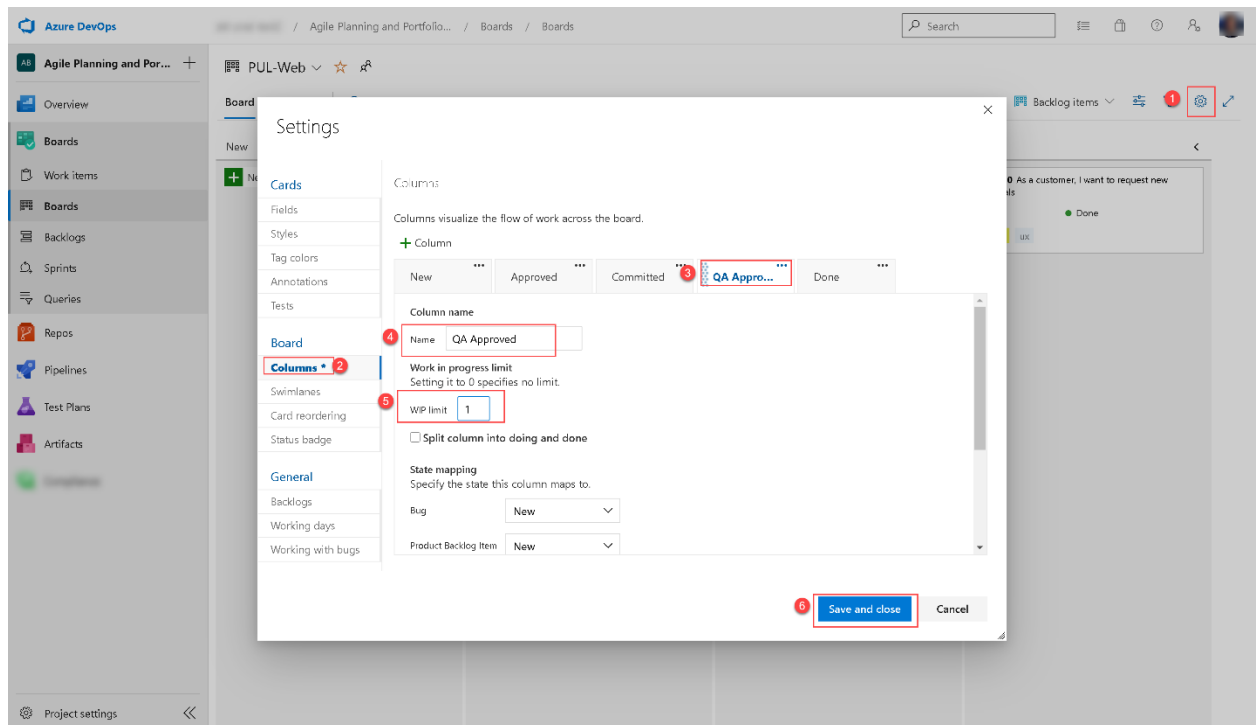 Azure DevOps
/ Agile Planning and Portfolio... / Boards / Boards
Search
AB Agile Planning and Por...
PUL-Web
Overview
Boards
Work items
Boards
Backlogs
Sprints
Queries
Repos
Pipelines
Test Plans
Artifacts
Project settings
Board
Backlog items
1
New
0 As a customer, I want to request new
Done
ux
Settings
Cards
Fields
Styles
Tag colors
Annotations
Tests
Board
Columns *
2
Swimlanes
Card reordering
Status badge
General
Backlogs
Working days
Working with bugs
Columns
Columns visualize the flow of work across the board.
+ Column
New ... Approved ... Committed ... 3 QA Appro... ... Done ...
Column name
4 Name QA Approved
Work in progress limit
Setting it to 0 specifies no limit.
5 WIP limit 1
Split column into doing and done
State mapping
Specify the state this column maps to.
Bug New
Product Backlog Item New
6 Save and close Cancel